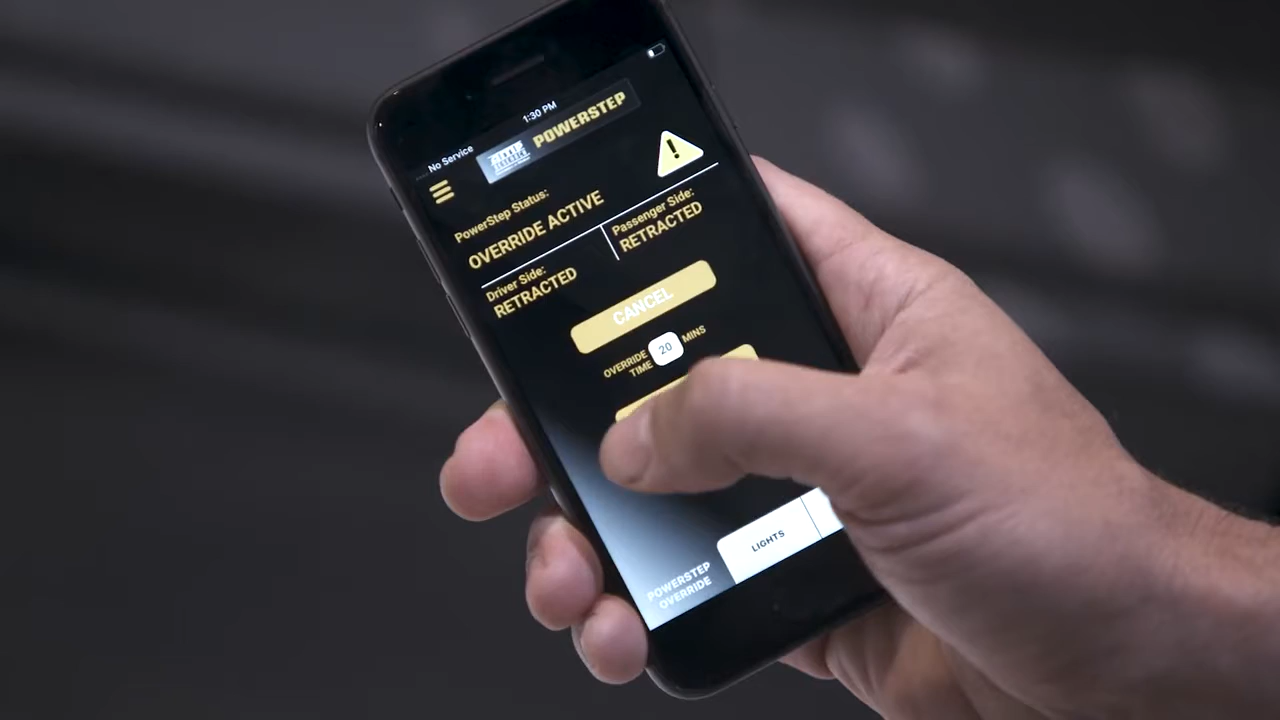 No Service
1:30 PM
POWERSTEP
PowerStep Status:
OVERRIDE ACTIVE
Driver Side:
RETRACTED
Passenger Side:
RETRACTED
CANCEL
OVERRIDE
TIME
20
MINS
POWERSTEP
OVERRIDE
LIGHTS